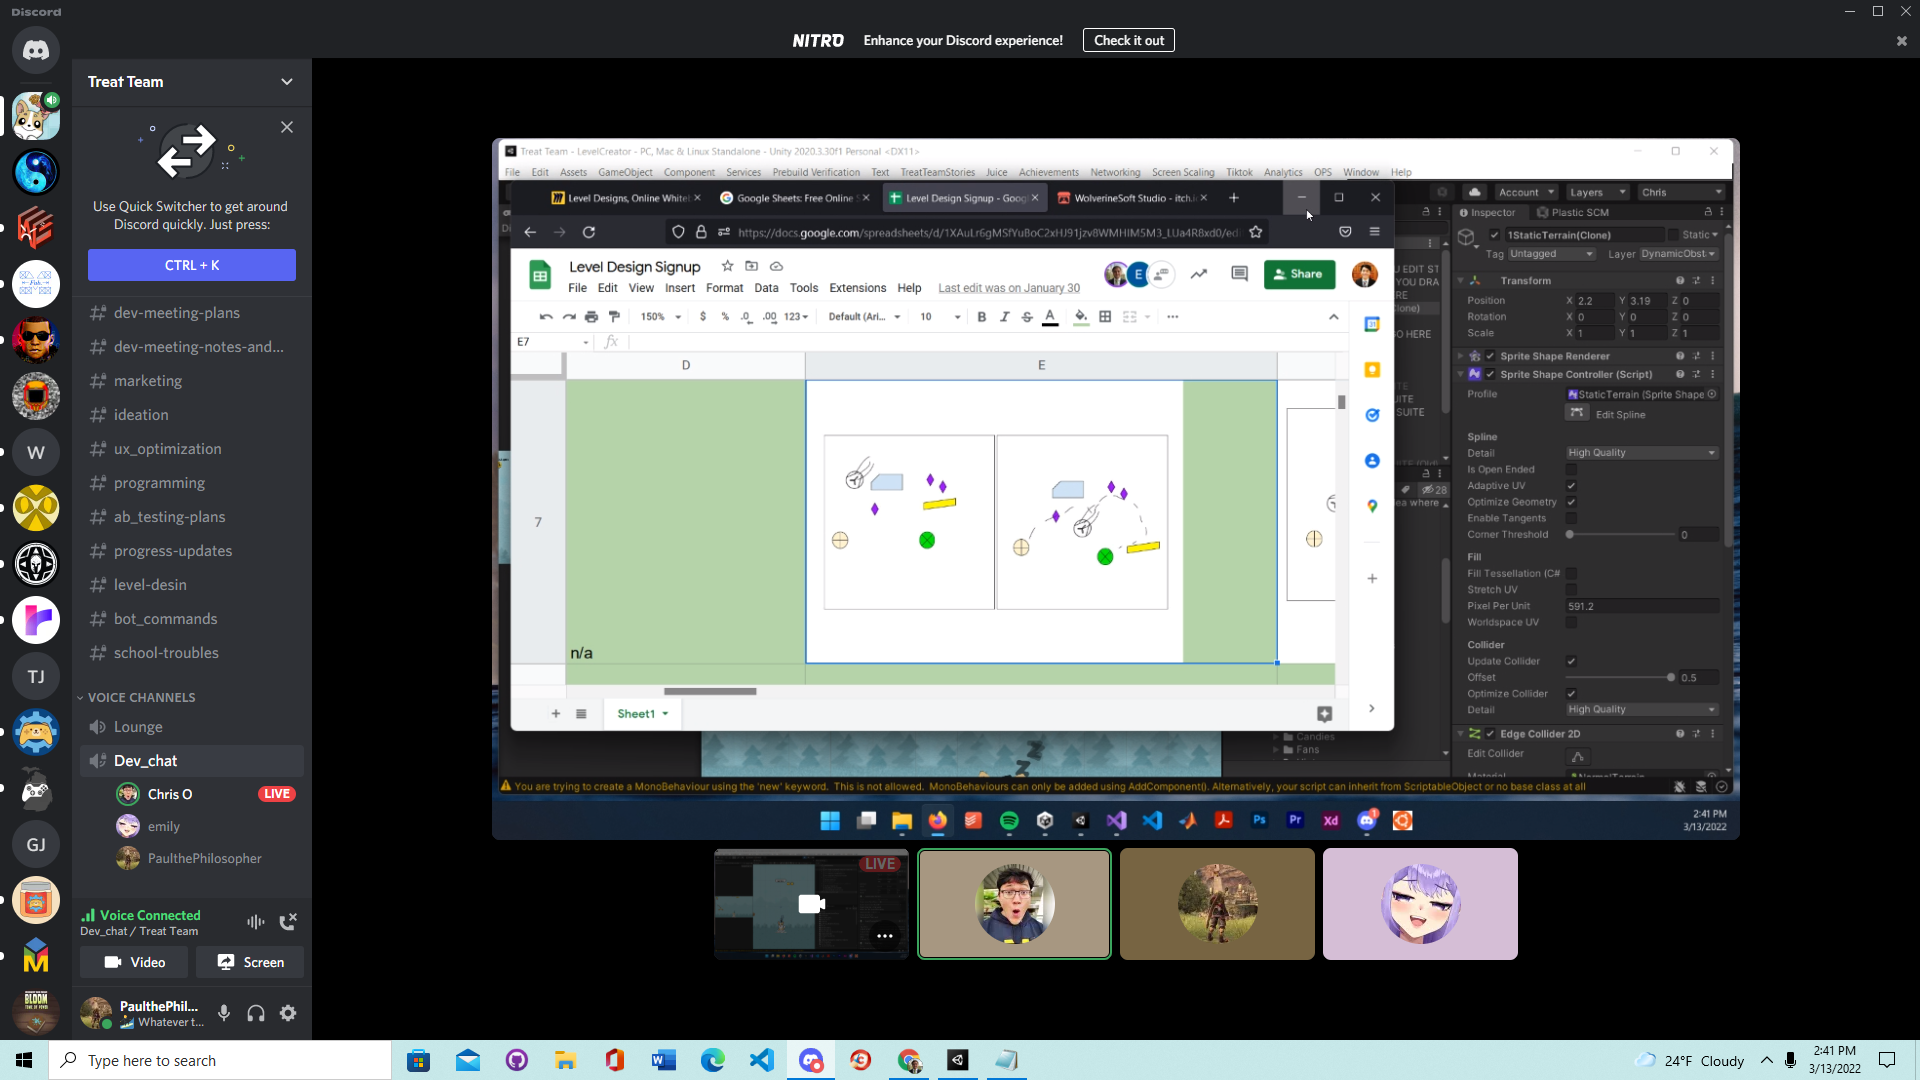 Discord
NITRO Enhance your Discord experience! Check it out
Treat Team
Use Quick Switcher to get around
Discord quickly. Just press:
CTRL + K
dev-meeting-plans
dev-meeting-notes-and...
marketing
ideation
ux_optimization
programming
ab_testing-plans
progress-updates
level-desin
bot_commands
school-troubles
VOICE CHANNELS
Lounge
Dev_chat
Chris O LIVE
emily
PaulthePhilosopher
Voice Connected
Dev_chat / Treat Team
Video Screen
PaulthePhil...
Whatever t...
W
TJ
GJ
BLOOM
Treat Team - LevelCreator - PC, Mac & Linux Standalone - Unity 2020.3.30f1 Personal <DX11>
File Edit Assets GameObject Component Services Prebuild Verification Text TreatTeamStories Juice Achievements Networking Screen Scaling Tiktok Analytics OPS Window Help
Level Designs, Online Whitel Google Sheets: Free Online Level Design Signup - Goog WolverineSoft Studio - itch.i
https://docs.google.com/spreadsheets/d/1XAuLr6gMSfYuBoC2xHJ91jzv8WMHIM5M3_LUa4R8xd0/edi
Level Design Signup
File Edit View Insert Format Data Tools Extensions Help Last edit was on January 30
E
Share
150% $ % .0 .00 123 Default (Ari... 10 B I S A
E7 fx
D E
7
n/a
Sheet1
Account Layers Chris
Inspector Plastic SCM
1StaticTerrain(Clone) Static
Tag Untagged Layer DynamicObst
Transform
Position X 2.2 Y 3.19 Z 0
Rotation X 0 Y 0 Z 0
Scale X 1 Y 1 Z 1
Sprite Shape Renderer
Sprite Shape Controller (Script)
Profile StaticTerrain (Sprite Shape
Edit Spline
Spline
Detail High Quality
Is Open Ended
Adaptive UV
Optimize Geometry
Enable Tangents
Corner Threshold 0
Fill
Fill Tessellation (C#
Stretch UV
Pixel Per Unit 591.2
Worldspace UV
Collider
Update Collider
Offset 0.5
Optimize Collider
Detail High Quality
Edge Collider 2D
Edit Collider
28
Candies
Fans
You are trying to create a MonoBehaviour using the 'new' keyword. This is not allowed. MonoBehaviours can only be added using AddComponent(). Alternatively, your script can inherit from ScriptableObject or no base class at all
Ps Pr Xd
2:41 PM
3/13/2022
LIVE
Type here to search
24°F Cloudy
2:41 PM
3/13/2022